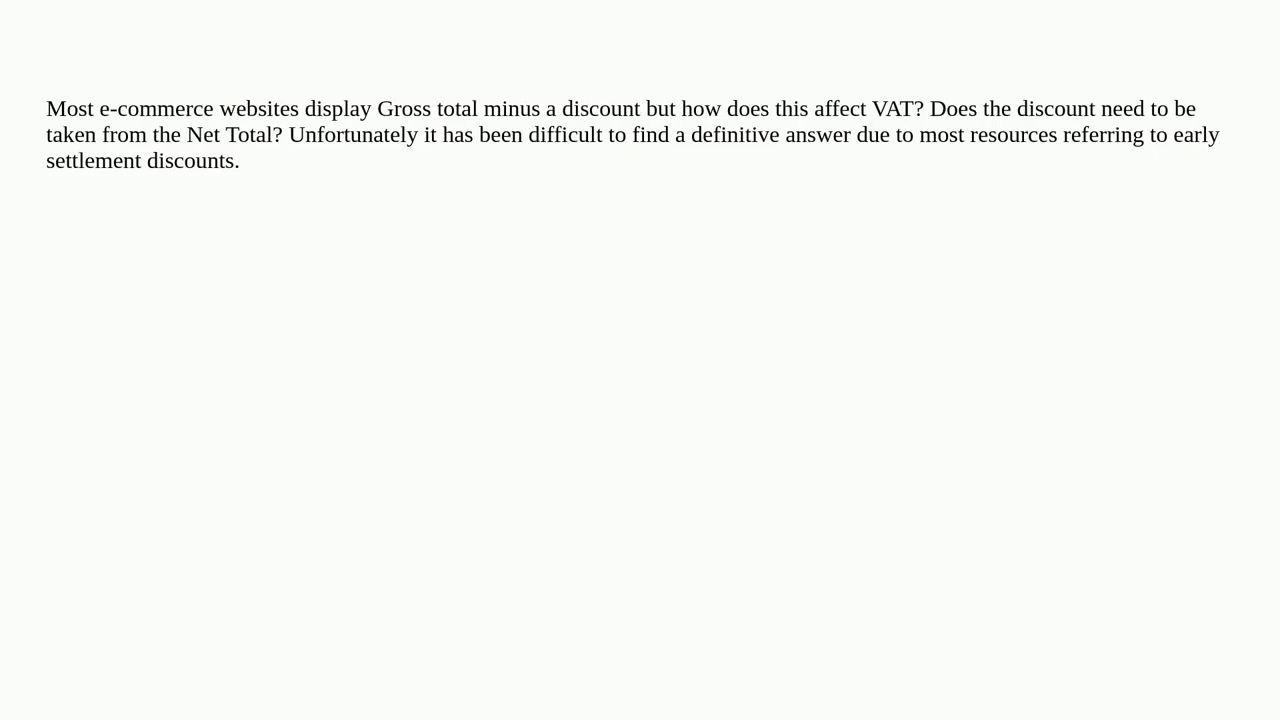 Most e-commerce websites display Gross total minus a discount but how does this affect VAT? Does the discount need to be
taken from the Net Total? Unfortunately it has been difficult to find a definitive answer due to most resources referring to early
settlement discounts.